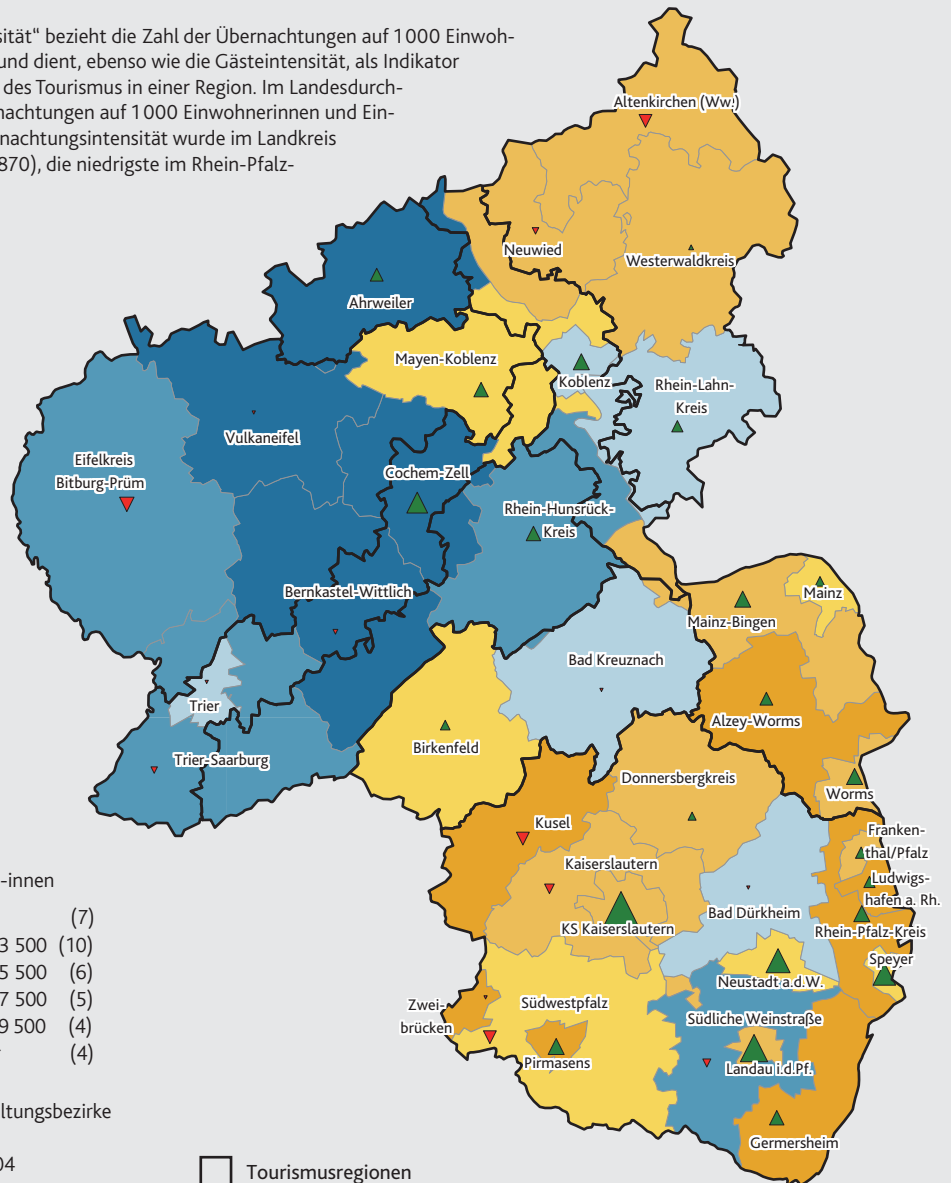 sität“ bezieht die Zahl der Übernachtungen auf 1 000 Einwoh-
und dient, ebenso wie die Gästeintensität, als Indikator
des Tourismus in einer Region. Im Landesdurch-
nachtungen auf 1 000 Einwohnerinnen und Ein-
nachtungsintensität wurde im Landkreis
870), die niedrigste im Rhein-Pfalz-
Altenkirchen (Ww.)
Neuwied
Westerwaldkreis
Ahrweiler
Mayen-Koblenz
Koblenz
Rhein-Lahn-
Kreis
Vulkaneifel
Eifelkreis
Bitburg-Prüm
Cochem-Zell
Rhein-Hunsrück-
Kreis
Bernkastel-Wittlich
Mainz
Mainz-Bingen
Bad Kreuznach
Trier
Alzey-Worms
Birkenfeld
Trier-Saarburg
Donnersbergkreis
Worms
Kusel
Franken-
thal/Pfalz
Kaiserslautern
Ludwigs-
hafen a. Rh.
Bad Dürkheim
KS Kaiserslautern
Rhein-Pfalz-Kreis
Speyer
Neustadt a.d.W.
Zwei-
brücken
Südwestpfalz
Südliche Weinstraße
Pirmasens
Landau i.d.Pf.
Germersheim
-innen
(7)
3 500 (10)
5 500 (6)
7 500 (5)
9 500 (4)
(4)
ltungsbezirke
04
Tourismusregionen